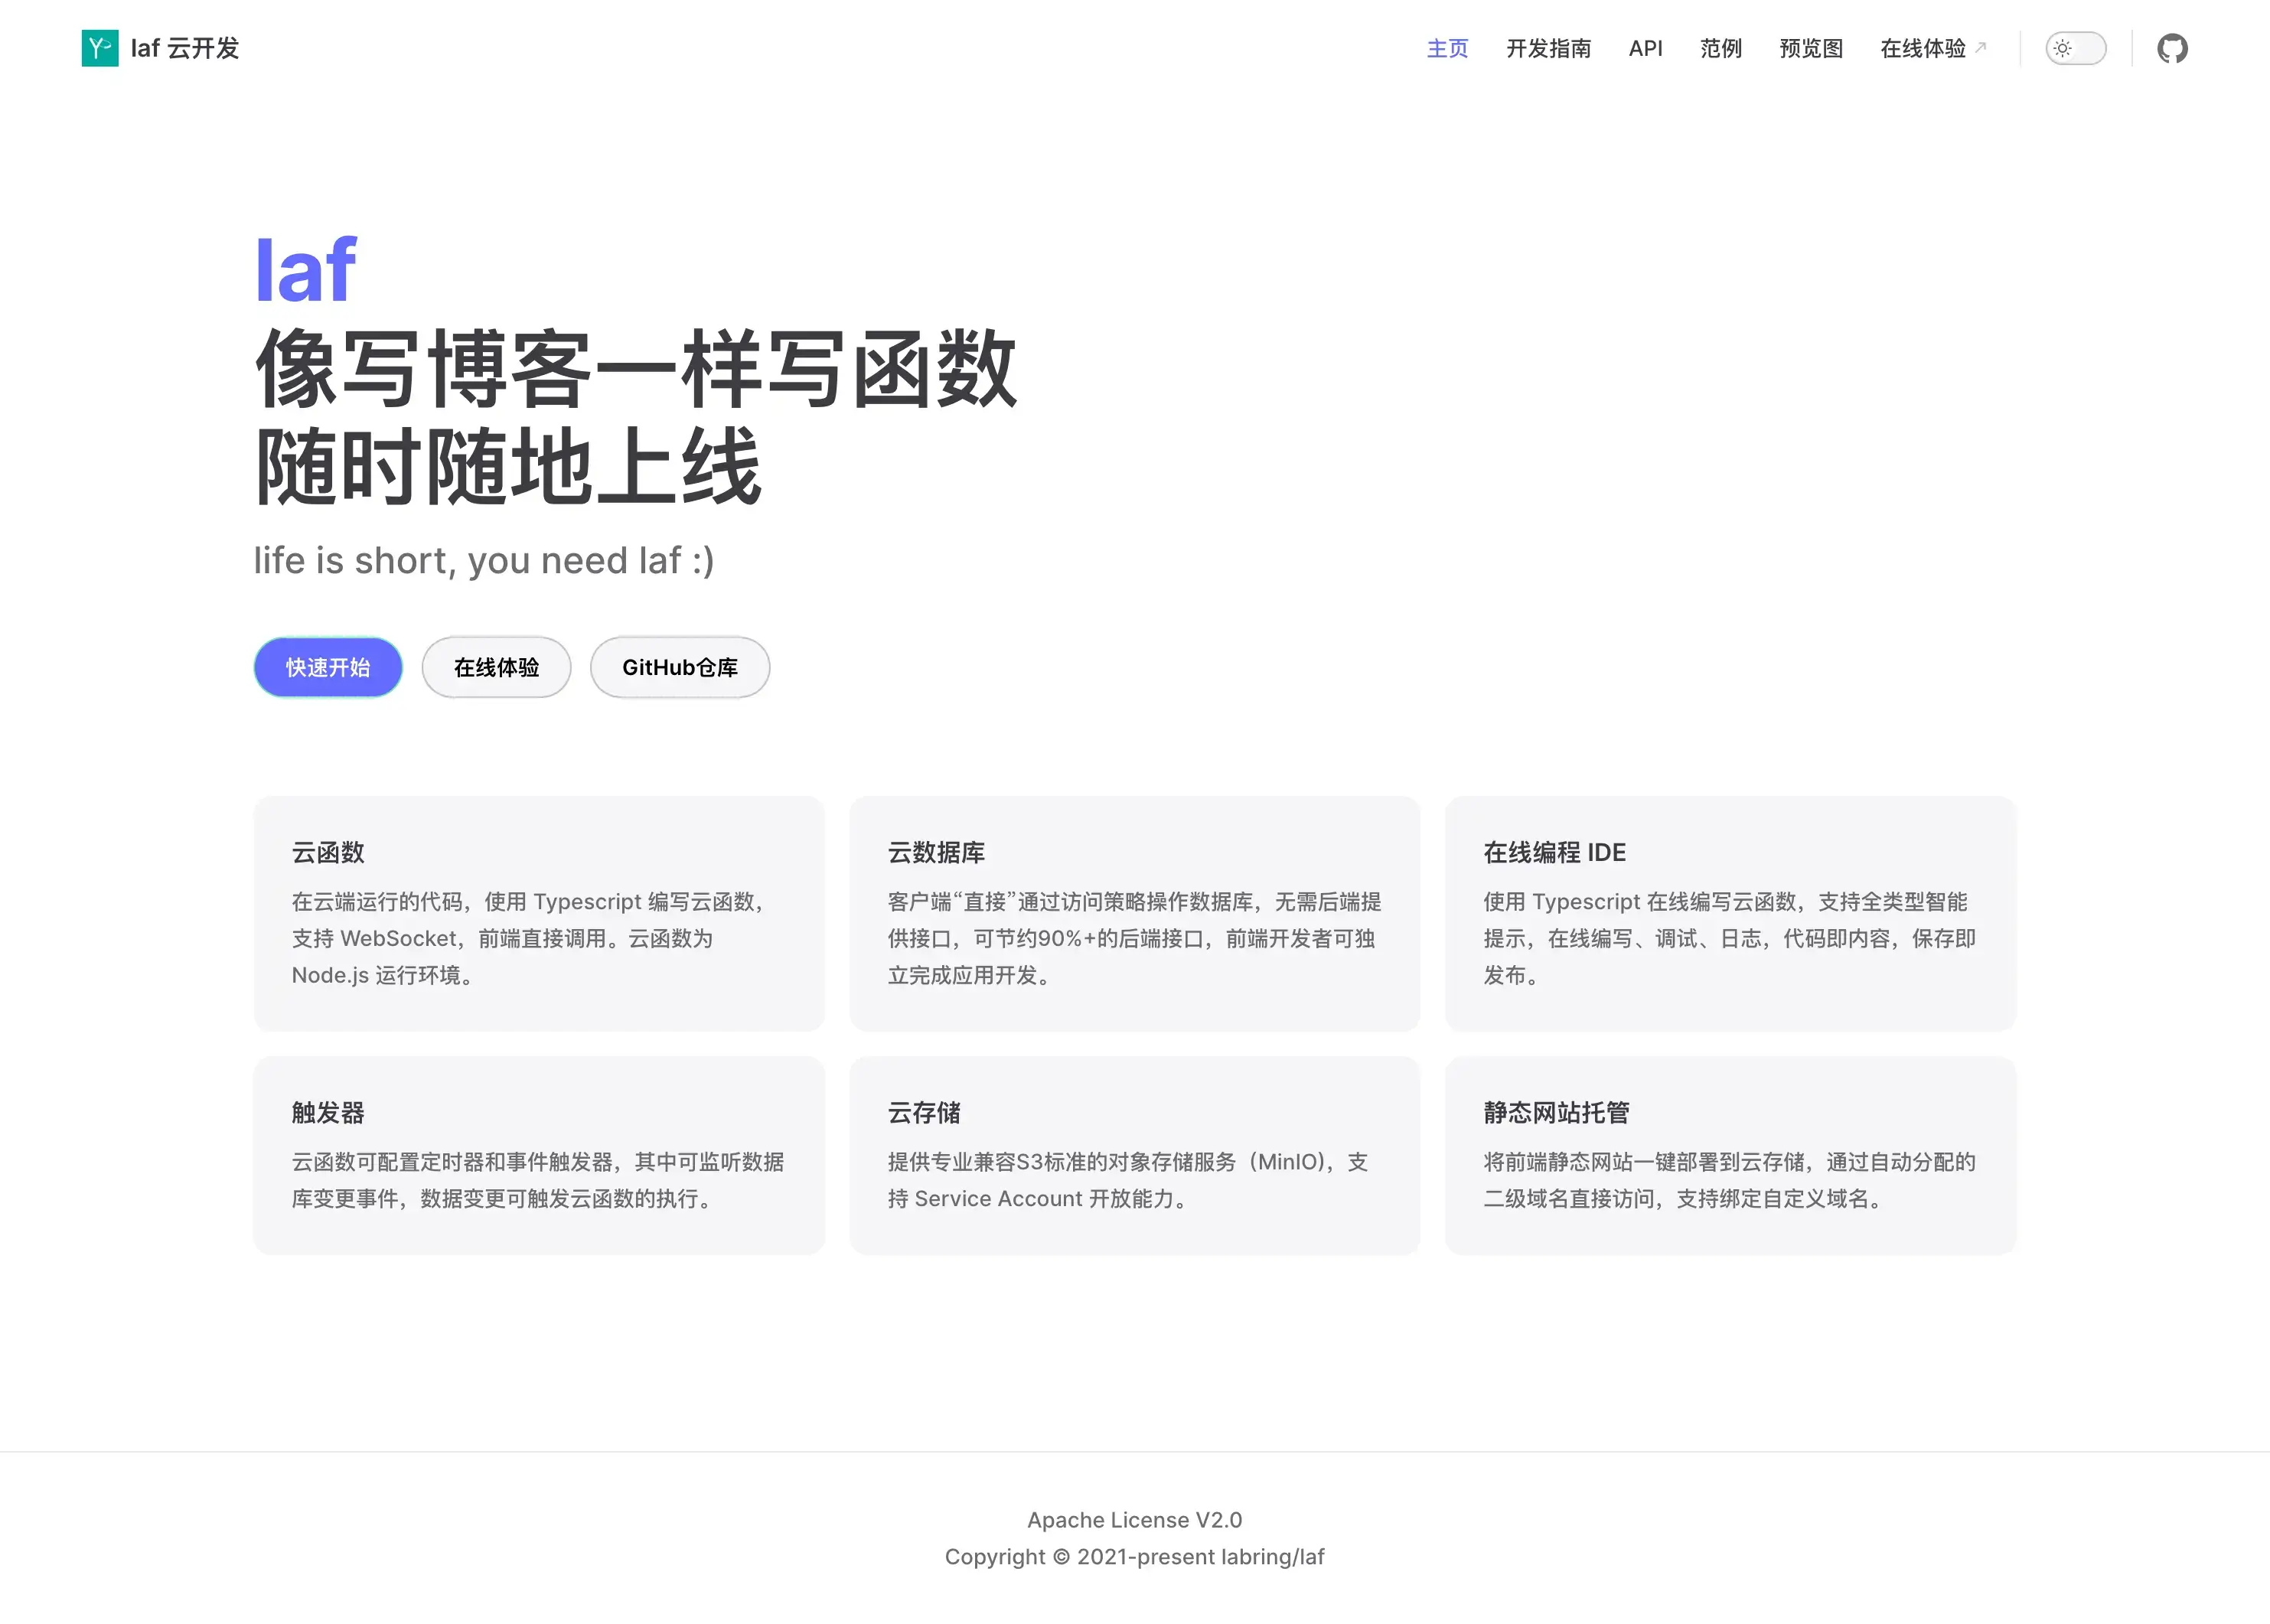 laf 云开发
主页 开发指南 API 范例 预览图 在线体验
laf
像写博客一样写函数
随时随地上线
life is short, you need laf :)
快速开始 在线体验 GitHub仓库
云函数
在云端运行的代码，使用 Typescript 编写云函数，
支持 WebSocket，前端直接调用。云函数为
Node.js 运行环境。
云数据库
客户端“直接”通过访问策略操作数据库，无需后端提
供接口，可节约90%+的后端接口，前端开发者可独
立完成应用开发。
在线编程 IDE
使用 Typescript 在线编写云函数，支持全类型智能
提示，在线编写、调试、日志，代码即内容，保存即
发布。
触发器
云函数可配置定时器和事件触发器，其中可监听数据
库变更事件，数据变更可触发云函数的执行。
云存储
提供专业兼容S3标准的对象存储服务（MinIO)，支
持 Service Account 开放能力。
静态网站托管
将前端静态网站一键部署到云存储，通过自动分配的
二级域名直接访问，支持绑定自定义域名。
Apache License V2.0
Copyright © 2021-present labring/laf